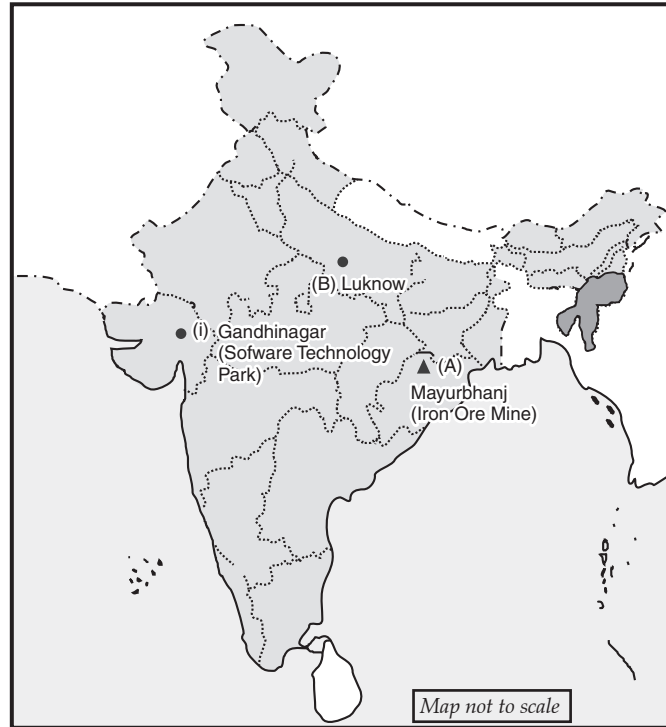 (B) Luknow
(i) Gandhinagar
(Sofware Technology
Park)
(A)
Mayurbhanj
(Iron Ore Mine)
Map not to scale